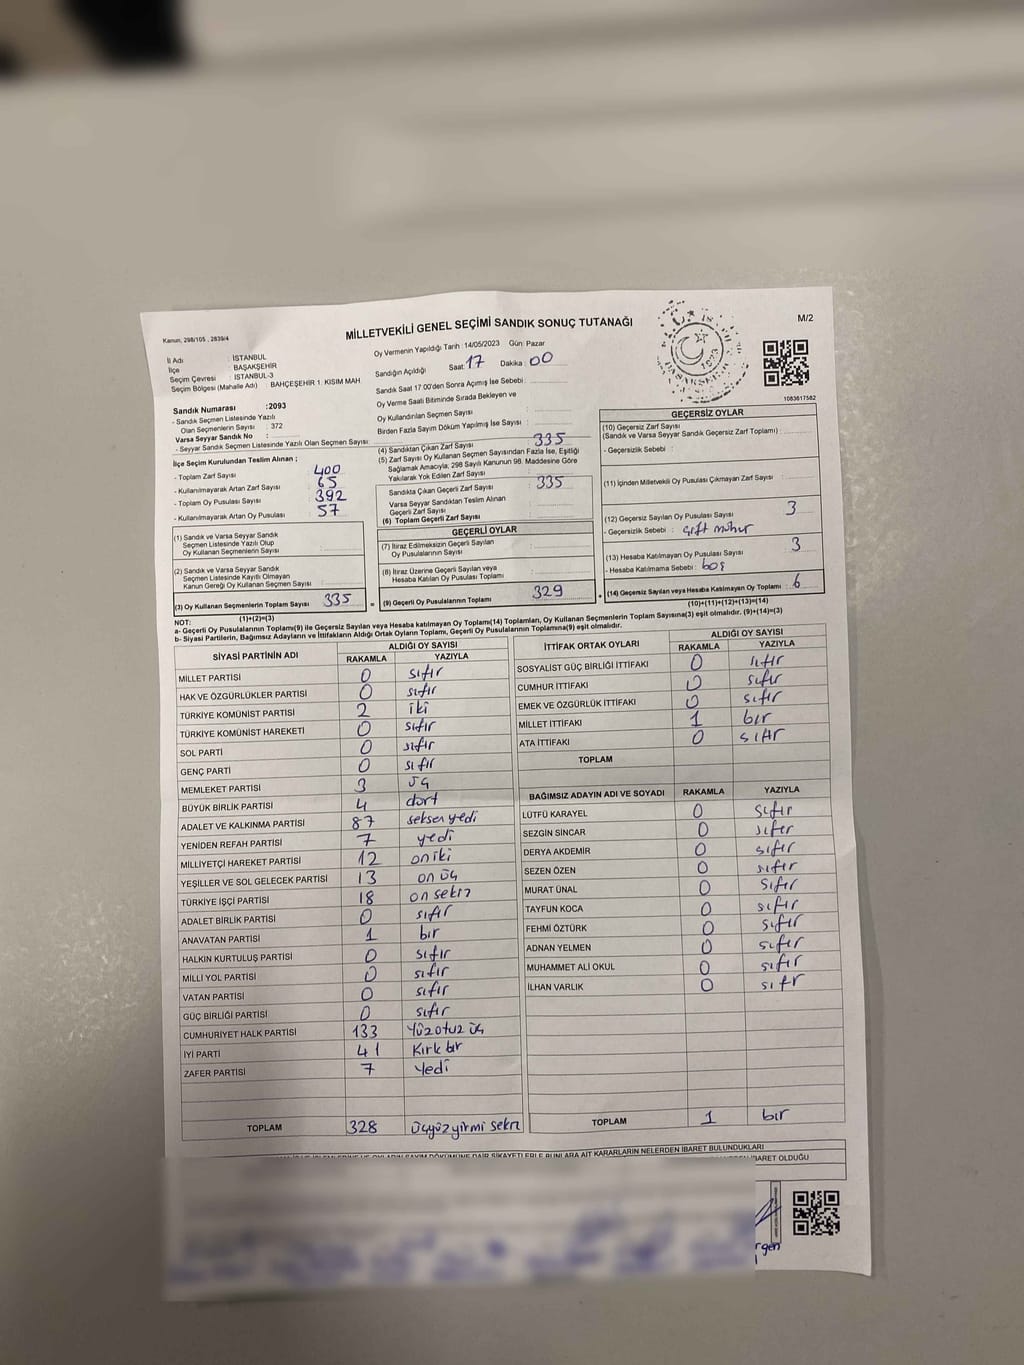 MİLLETVEKİLİ GENEL SEÇİMİ SANDIK SONUÇ TUTANAĞI
M/2
Kanun, 298/105 , 2839/4
İl Adı : İSTANBUL
İlçe : BAŞAKŞEHİR
Seçim Çevresi : İSTANBUL-3
Seçim Bölgesi (Mahalle Adı) : BAHÇEŞEHİR 1. KISIM MAH
Sandık Numarası :2093
- Sandık Seçmen Listesinde Yazılı
Olan Seçmenlerin Sayısı : 372
Varsa Seyyar Sandık No :
- Seyyar Sandık Seçmen Listesinde Yazılı Olan Seçmen Sayısı:
İlçe Seçim Kurulundan Teslim Alınan ;
- Toplam Zarf Sayısı 400
- Kullanılmayarak Artan Zarf Sayısı 65
- Toplam Oy Pusulası Sayısı 392
- Kullanılmayarak Artan Oy Pusulası 57
(1) Sandık ve Varsa Seyyar Sandık
Seçmen Listesinde Yazılı Olup
Oy Kullanan Seçmenlerin Sayısı :
(2) Sandık ve Varsa Seyyar Sandık
Seçmen Listesinde Kayıtlı Olmayan
Kanun Gereği Oy Kullanan Seçmen Sayısı :
(3) Oy Kullanan Seçmenlerin Toplam Sayısı 335 =
(1)+(2)=(3)
Oy Vermenin Yapıldığı Tarih : 14/05/2023 Gün: Pazar
Sandığın Açıldığı Saat: 17 Dakika : 00
Sandık Saat 17.00'den Sonra Açılmış İse Sebebi :
Oy Verme Saati Bitiminde Sırada Bekleyen ve
Oy Kullandırılan Seçmen Sayısı :
Birden Fazla Sayım Döküm Yapılmış İse Sayısı :
(4) Sandıktan Çıkan Zarf Sayısı 335
(5) Zarf Sayısı Oy Kullanan Seçmen Sayısından Fazla İse, Eşitliği
Sağlamak Amacıyla; 298 Sayılı Kanunun 98. Maddesine Göre
Yakılarak Yok Edilen Zarf Sayısı :
Sandıkta Çıkan Geçerli Zarf Sayısı 335
Varsa Seyyar Sandıktan Teslim Alınan
Geçerli Zarf Sayısı :
(6) Toplam Geçerli Zarf Sayısı
GEÇERLİ OYLAR
(7) İtiraz Edilmeksizin Geçerli Sayılan
Oy Pusulalarının Sayısı :
(8) İtiraz Üzerine Geçerli Sayılan veya
Hesaba Katılan Oy Pusulası Toplamı :
(9) Geçerli Oy Pusulalarının Toplamı 329 +
1083617582
GEÇERSİZ OYLAR
(10) Geçersiz Zarf Sayısı
(Sandık ve Varsa Seyyar Sandık Geçersiz Zarf Toplamı) :
- Geçersizlik Sebebi :
(11) İçinden Milletvekili Oy Pusulası Çıkmayan Zarf Sayısı :
(12) Geçersiz Sayılan Oy Pusulası Sayısı 3
- Geçersizlik Sebebi : Çift mühür
(13) Hesaba Katılmayan Oy Pusulası Sayısı 3
- Hesaba Katılmama Sebebi : boş
(14) Geçersiz Sayılan veya Hesaba Katılmayan Oy Toplamı : 6
(10)+(11)+(12)+(13)=(14)
NOT:
a- Geçerli Oy Pusulalarının Toplamı(9) ile Geçersiz Sayılan veya Hesaba katılmayan Oy Toplamı(14) Toplamları, Oy Kullanan Seçmenlerin Toplam Sayısına(3) eşit olmalıdır. (9)+(14)=(3)
b- Siyasi Partilerin, Bağımsız Adayların ve İttifakların Aldığı Ortak Oyların Toplamı, Geçerli Oy Pusulalarının Toplamına(9) eşit olmalıdır.
SİYASİ PARTİNİN ADI ALDIĞI OY SAYISI
RAKAMLA YAZIYLA
MİLLET PARTİSİ 0 sıfır
HAK VE ÖZGÜRLÜKLER PARTİSİ 0 sıfır
TÜRKİYE KOMÜNİST PARTİSİ 2 iki
TÜRKİYE KOMÜNİST HAREKETİ 0 sıfır
SOL PARTİ 0 sıfır
GENÇ PARTİ 0 sıfır
MEMLEKET PARTİSİ 3 üç
BÜYÜK BİRLİK PARTİSİ 4 dört
ADALET VE KALKINMA PARTİSİ 87 seksen yedi
YENİDEN REFAH PARTİSİ 7 yedi
MİLLİYETÇİ HAREKET PARTİSİ 12 on iki
YEŞİLLER VE SOL GELECEK PARTİSİ 13 on üç
TÜRKİYE İŞÇİ PARTİSİ 18 on sekiz
ADALET BİRLİK PARTİSİ 0 sıfır
ANAVATAN PARTİSİ 1 bir
HALKIN KURTULUŞ PARTİSİ 0 sıfır
MİLLİ YOL PARTİSİ 0 sıfır
VATAN PARTİSİ 0 sıfır
GÜÇ BİRLİĞİ PARTİSİ 0 sıfır
CUMHURİYET HALK PARTİSİ 133 Yüzotuz üç
İYİ PARTİ 41 Kırk bir
ZAFER PARTİSİ 7 Yedi
TOPLAM 328 Üçyüzyirmi sekiz
İTTİFAK ORTAK OYLARI ALDIĞI OY SAYISI
RAKAMLA YAZIYLA
SOSYALİST GÜÇ BİRLİĞİ İTTİFAKI 0 sıfır
CUMHUR İTTİFAKI 0 sıfır
EMEK VE ÖZGÜRLÜK İTTİFAKI 0 sıfır
MİLLET İTTİFAKI 1 bir
ATA İTTİFAKI 0 sıfır
TOPLAM
BAĞIMSIZ ADAYIN ADI VE SOYADI RAKAMLA YAZIYLA
LÜTFÜ KARAYEL 0 Sıfır
SEZGİN SİNCAR 0 sıfır
DERYA AKDEMİR 0 sıfır
SEZEN ÖZEN 0 sıfır
MURAT ÜNAL 0 Sıfır
TAYFUN KOCA 0 sıfır
FEHMİ ÖZTÜRK 0 sıfır
ADNAN YELMEN 0 sıfır
MUHAMMET ALİ OKUL 0 sıfır
İLHAN VARLIK 0 sıfır
TOPLAM 1 bir
SAYIM DÖKÜMÜNE DAİR ŞİKAYETLERLE BUNLARA AİT KARARLARIN NELERDEN İBARET BULUNDUKLARI
İBARET OLDUĞU